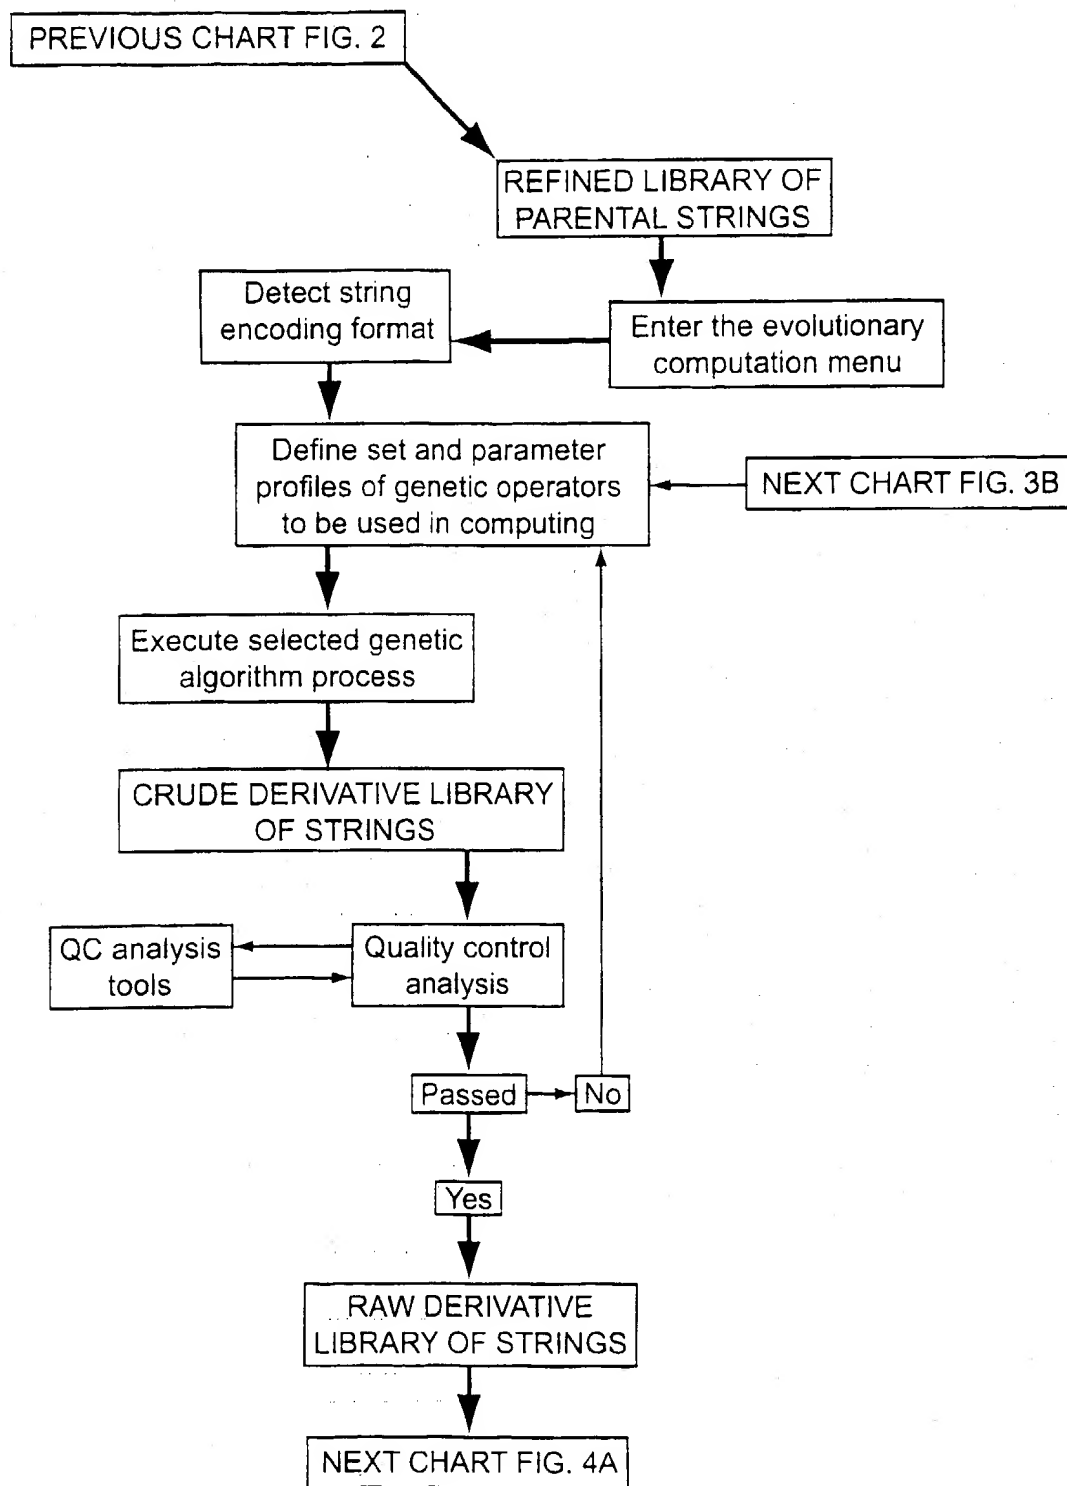 PREVIOUS CHART FIG. 2
REFINED LIBRARY OF
PARENTAL STRINGS
Detect string
encoding format
Enter the evolutionary
computation menu
Define set and parameter
profiles of genetic operators
to be used in computing
NEXT CHART FIG. 3B
Execute selected genetic
algorithm process
CRUDE DERIVATIVE LIBRARY
OF STRINGS
QC analysis
tools
Quality control
analysis
Passed
No
Yes
RAW DERIVATIVE
LIBRARY OF STRINGS
NEXT CHART FIG. 4A